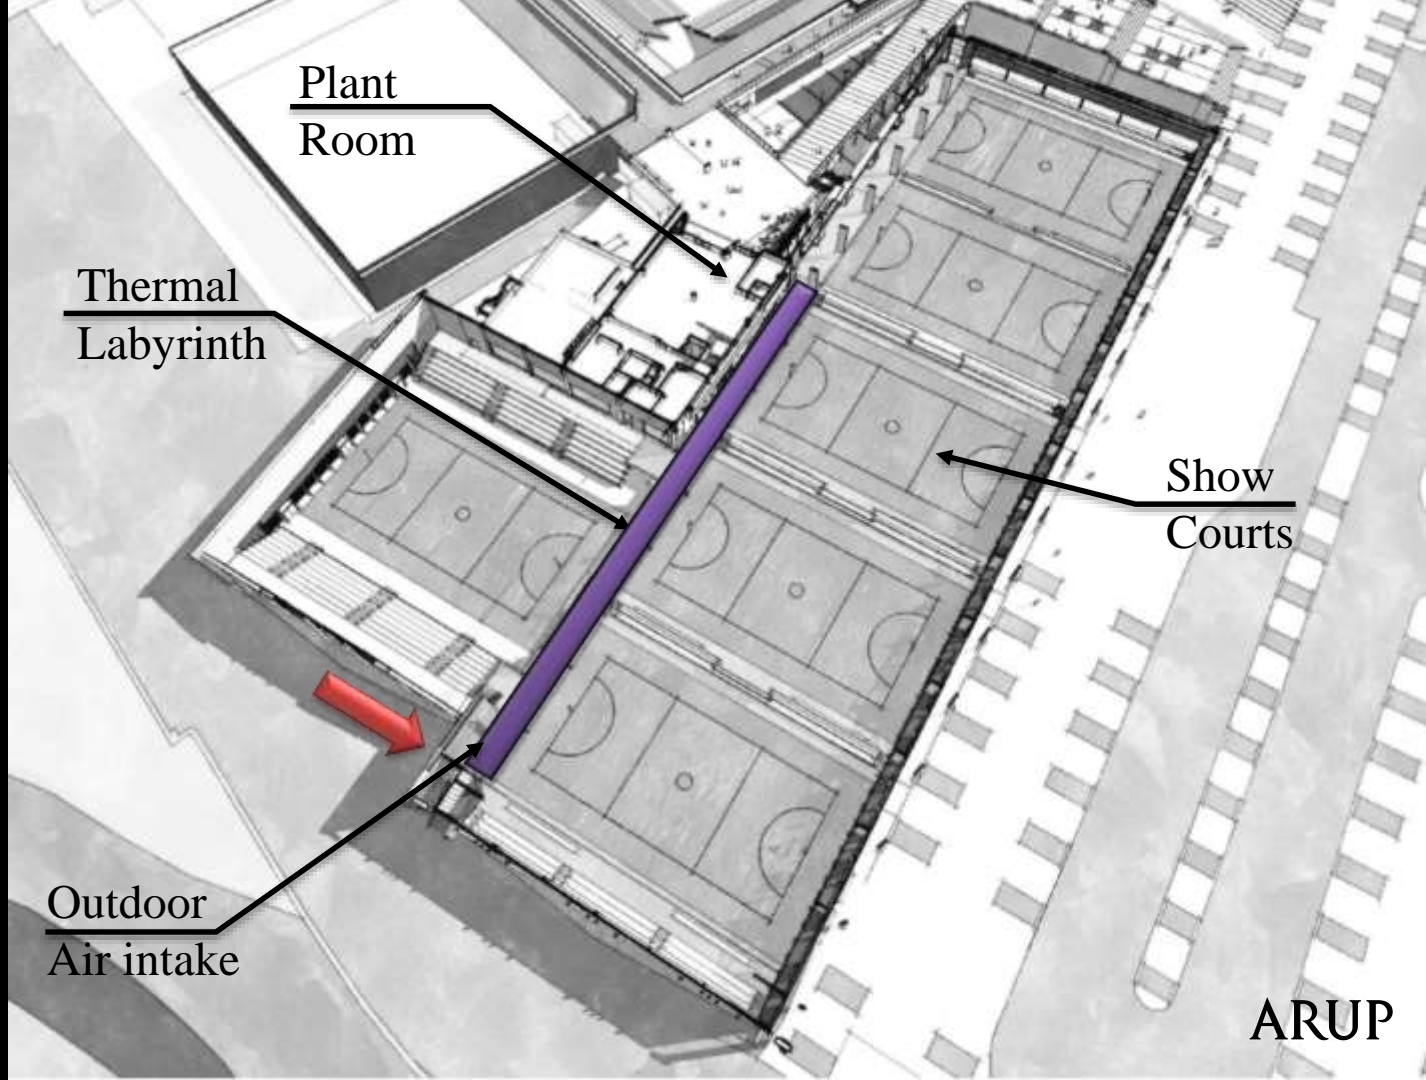 Plant
Room
Thermal
Labyrinth
Show
Courts
Outdoor
Air intake
ARUP